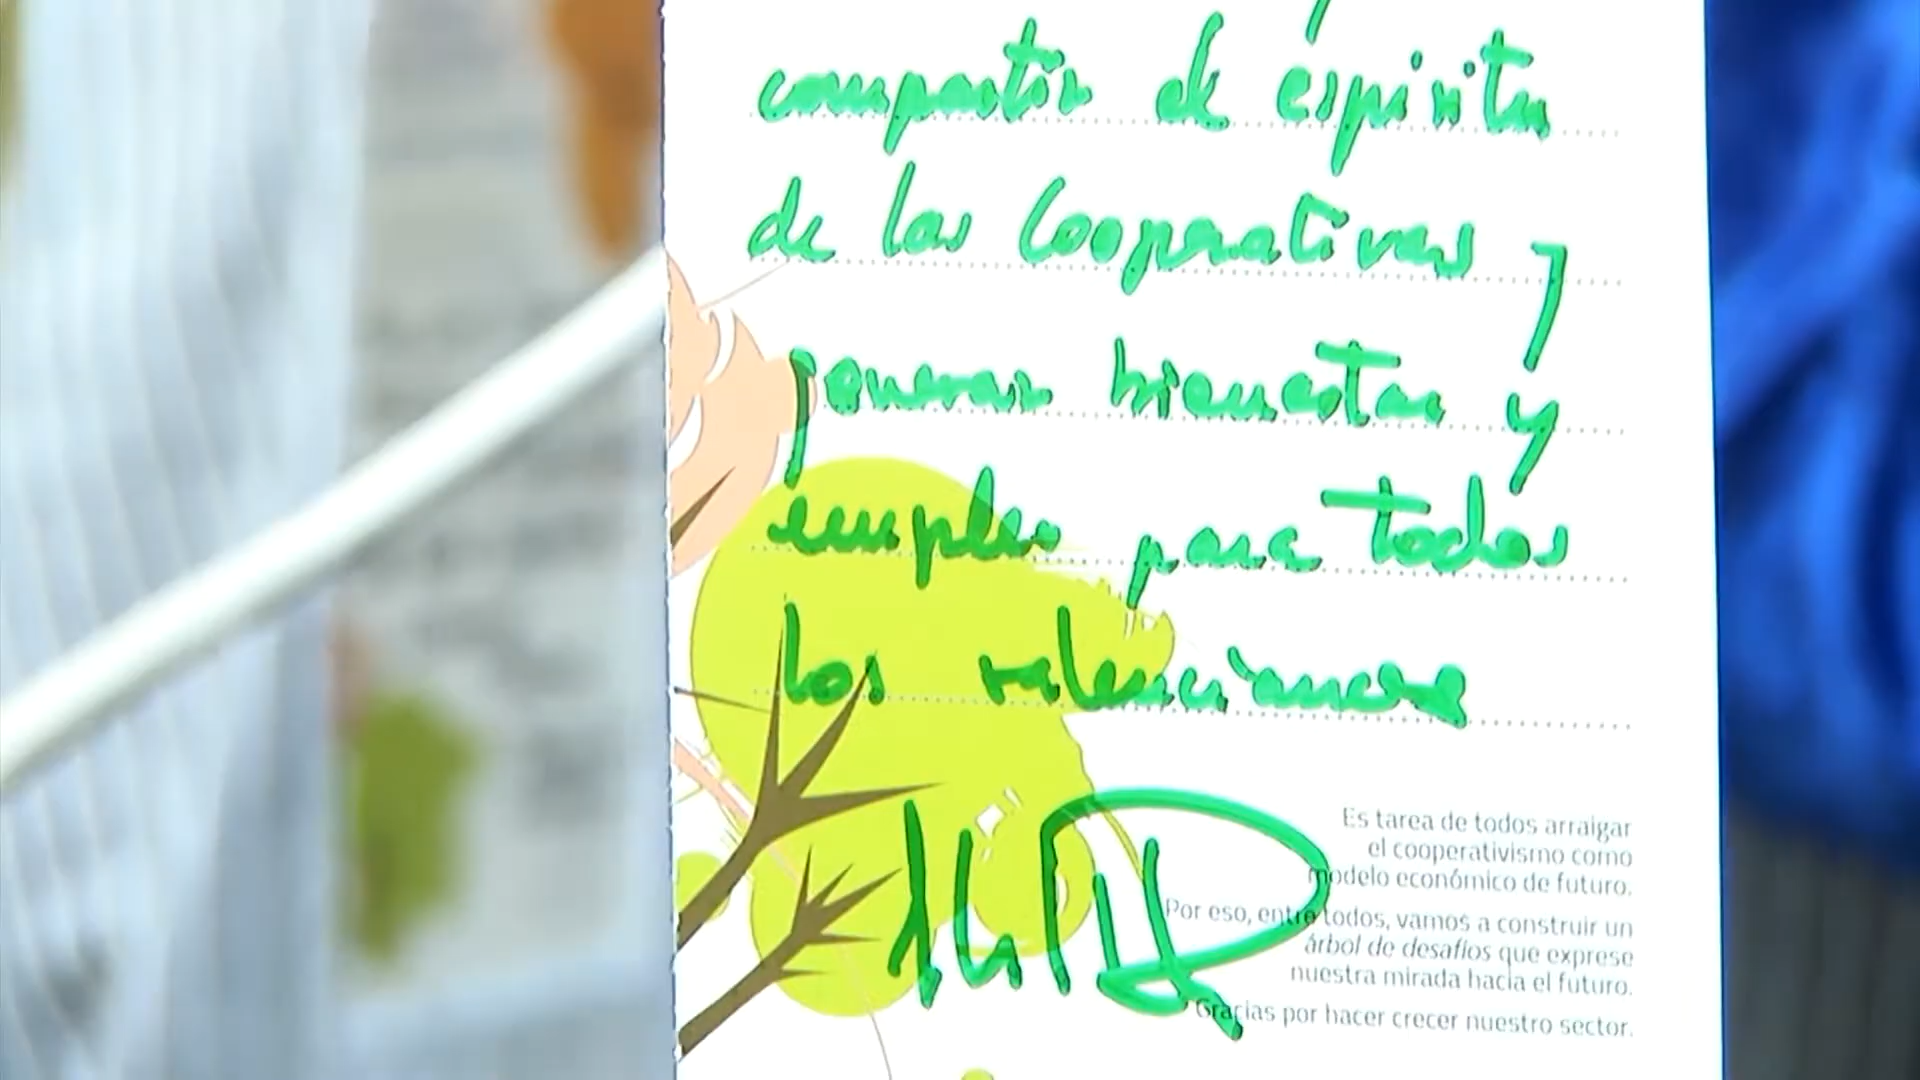 compartir el espíritu
de las Cooperativas y
generar bienestar y
empleo para todos
los valencianos
Es tarea de todos arraigar
el cooperativismo como
modelo económico de futuro.
Por eso, entre todos, vamos a construir un
árbol de desafíos que exprese
nuestra mirada hacia el futuro.
Gracias por hacer crecer nuestro sector.